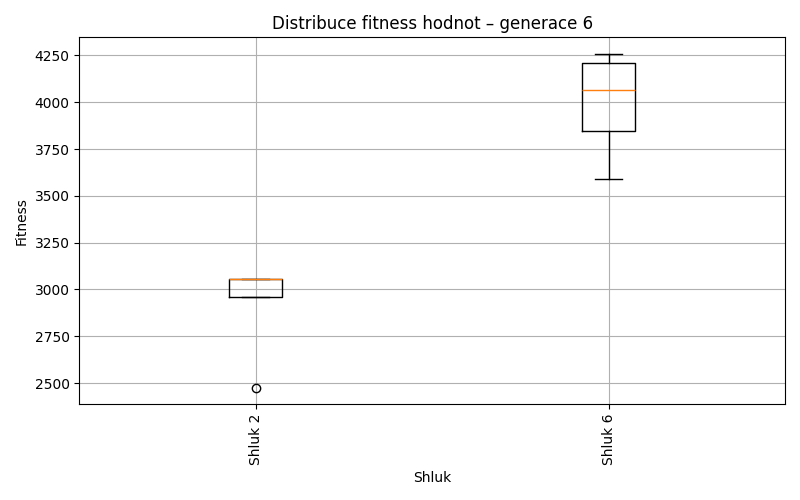 Distribuce fitness hodnot – generace 6
4250
4000
3750
3500
3250
3000
2750
2500
Fitness
Shluk 2
Shluk 6
Shluk